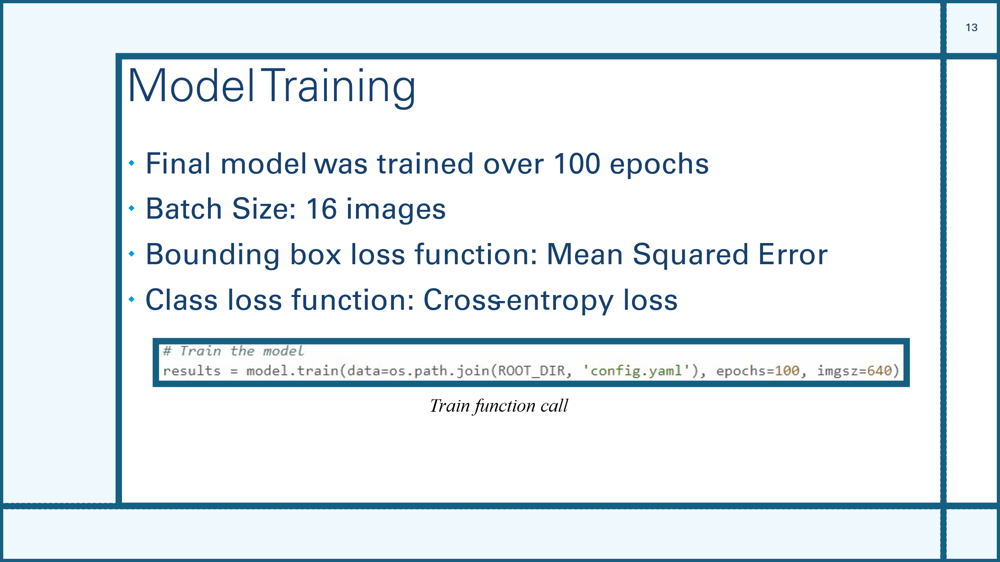 13
Model Training
Final model was trained over 100 epochs
Batch Size: 16 images
Bounding box loss function: Mean Squared Error
Class loss function: Cross-entropy loss
# Train the model
results = model.train(data=os.path.join(ROOT_DIR, 'config.yaml'), epochs=100, imgsz=640)
Train function call